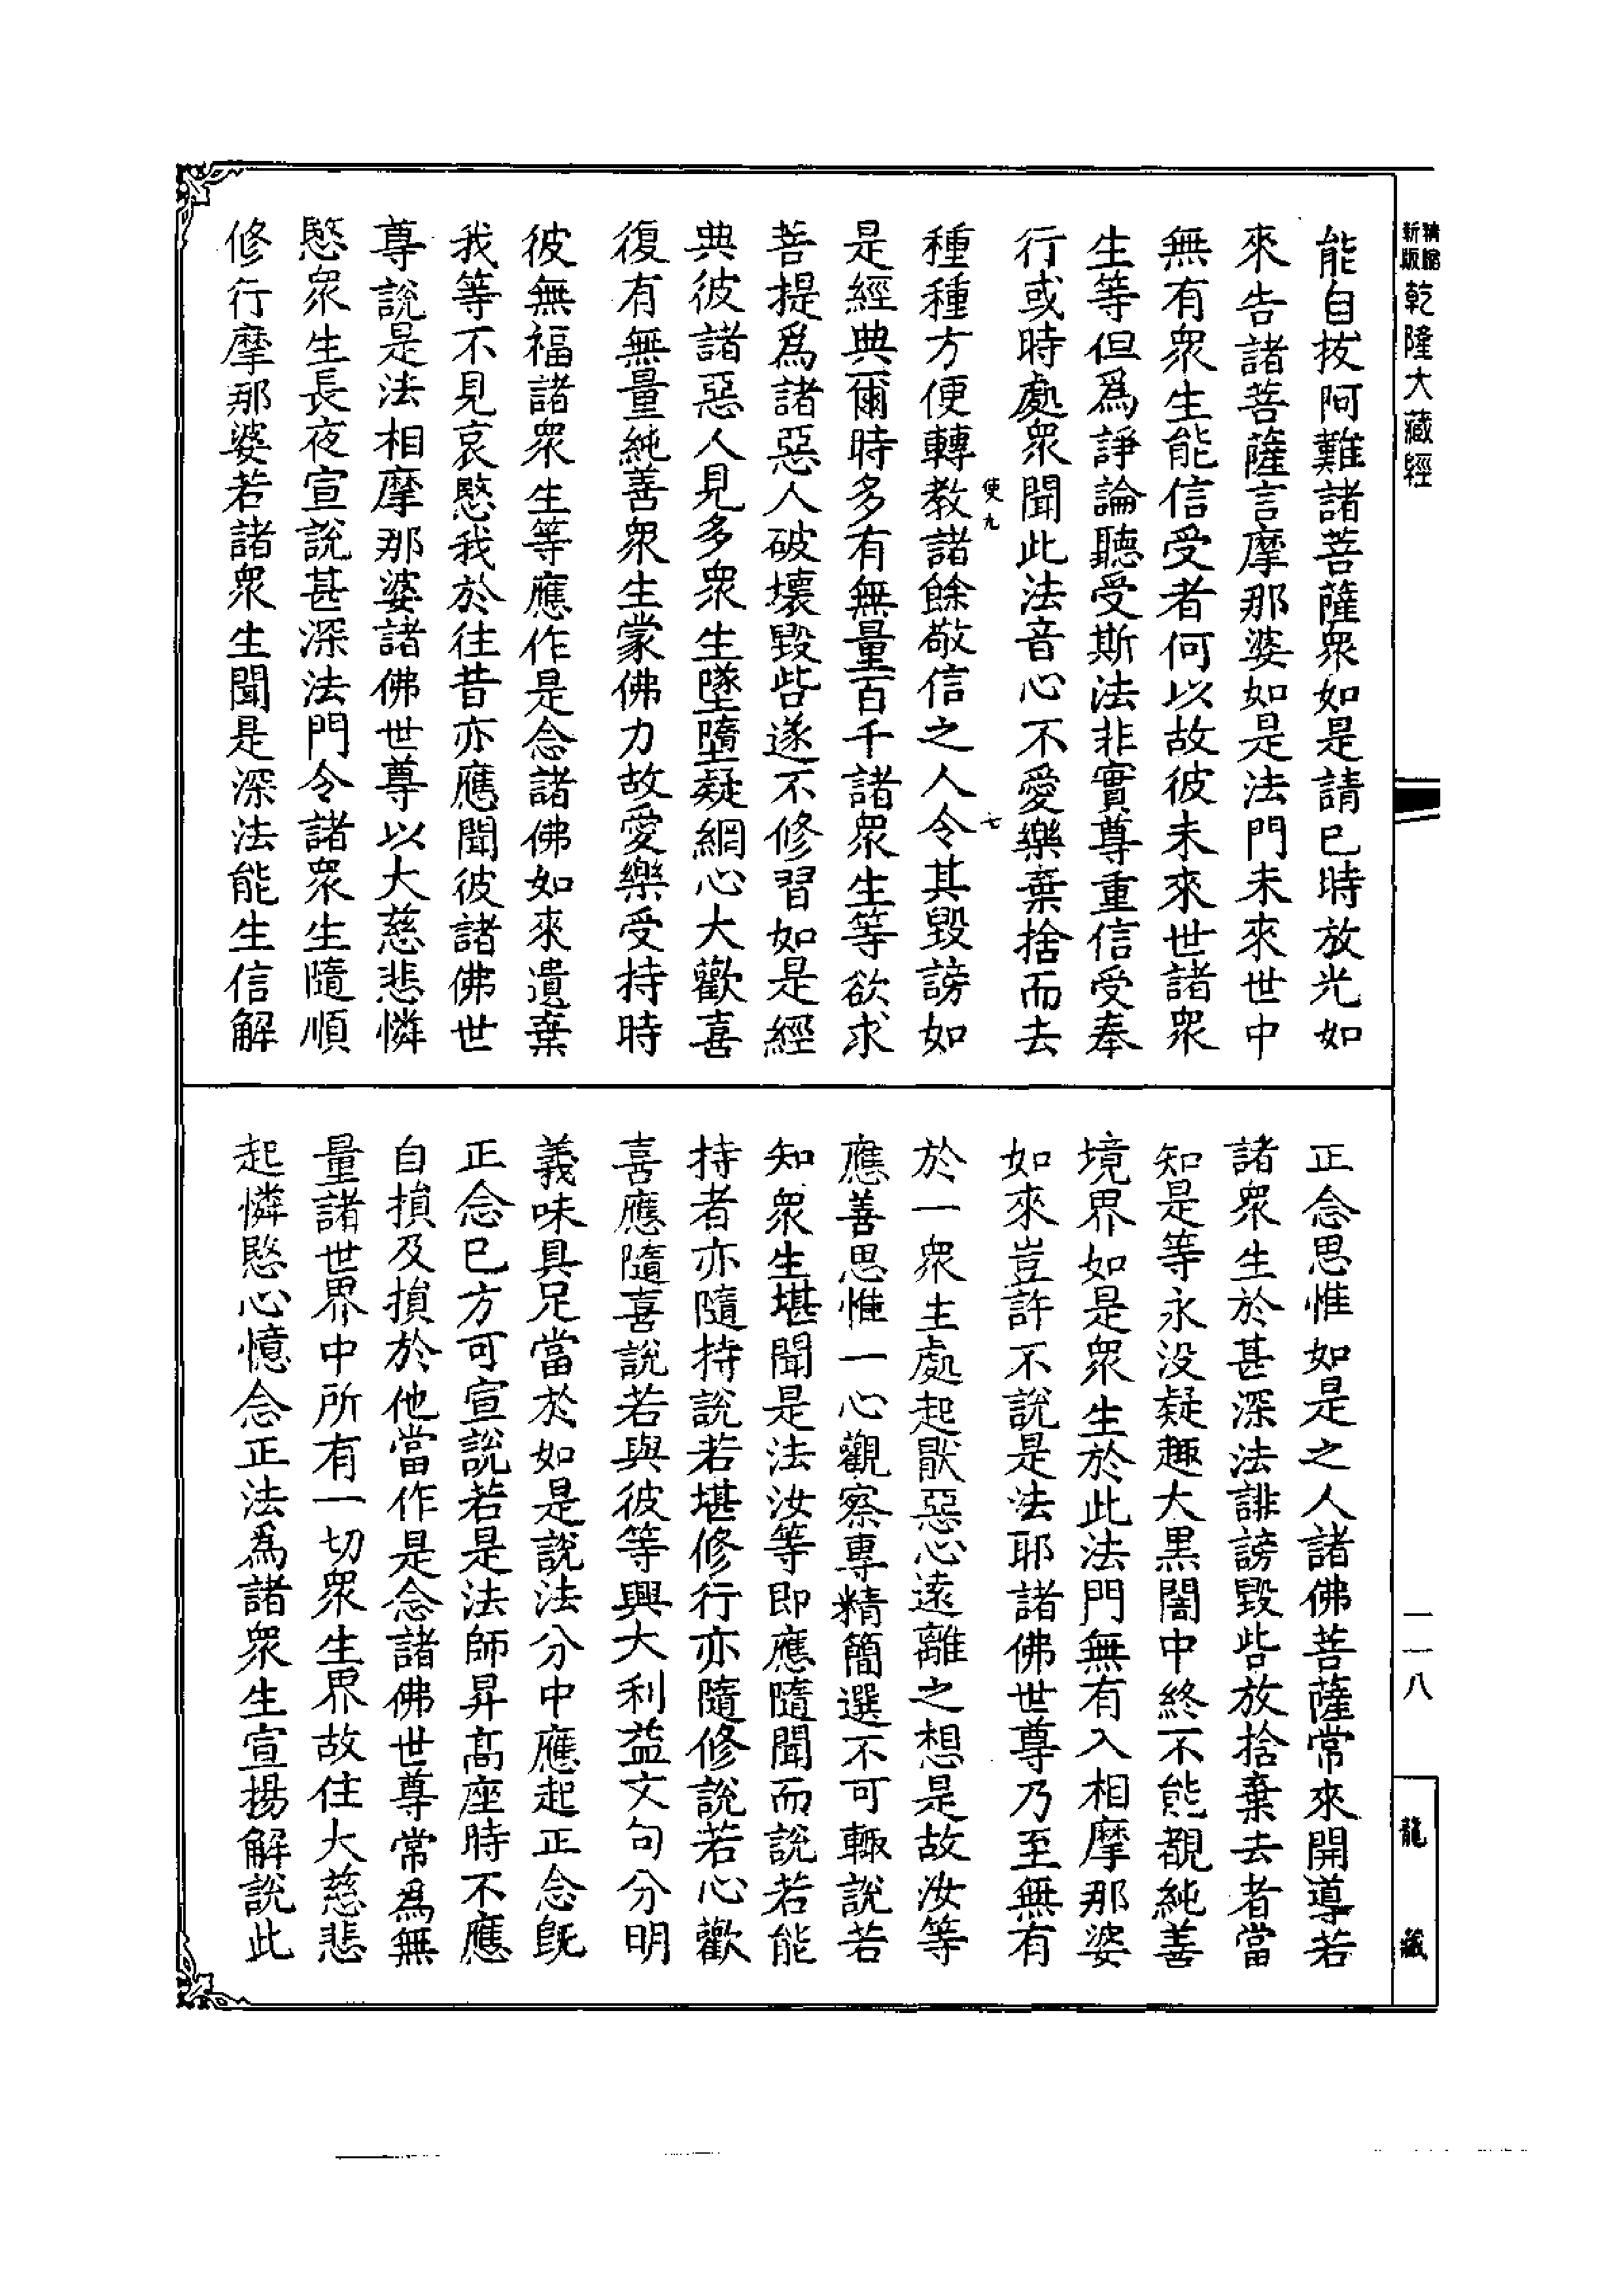 精縮
新版
乾隆大藏經
能自拔阿難諸菩薩衆如是請已時放光如
來告諸菩薩言摩那婆如是法門未來世中
無有衆生能信受者何以故彼未來世諸衆
生等但爲諍論聽受斯法非實尊重信受奉
行或時處衆聞此法音心不愛樂棄捨而去
使九
七
種種方便轉教諸餘敬信之人令其毀謗如
是經典爾時多有無量百千諸衆生等欲求
菩提爲諸惡人破壞毀呰遂不修習如是經
典彼諸惡人見多衆生墜墮疑網心大歡喜
復有無量純善衆生蒙佛力故愛樂受持時
彼無福諸衆生等應作是念諸佛如來遺棄
我等不見哀愍我於往昔亦應聞彼諸佛世
尊說是法相摩那婆諸佛世尊以大慈悲憐
愍衆生長夜宣說甚深法門令諸衆生隨順
修行摩那婆若諸衆生聞是深法能生信解
正念思惟如是之人諸佛菩薩常來開導若
諸衆生於甚深法誹謗毀呰放捨棄去者當
知是等永没疑趣大黑闇中終不能覩純善
境界如是衆生於此法門無有入相摩那婆
如來豈許不說是法耶諸佛世尊乃至無有
於一衆生處起厭惡心遠離之想是故汝等
應善思惟一心觀察專精簡選不可輙說若
知衆生堪聞是法汝等即應隨聞而說若能
持者亦隨持說若堪修行亦隨修說若心歡
喜應隨喜說若與彼等興大利益文句分明
義味具足當於如是說法分中應起正念旣
正念已方可宣說若是法師昇髙座時不應
自損及損於他當作是念諸佛世尊常爲無
量諸世界中所有一切衆生界故住大慈悲
起憐愍心憶念正法爲諸衆生宣揚解說此
一一八
龍藏